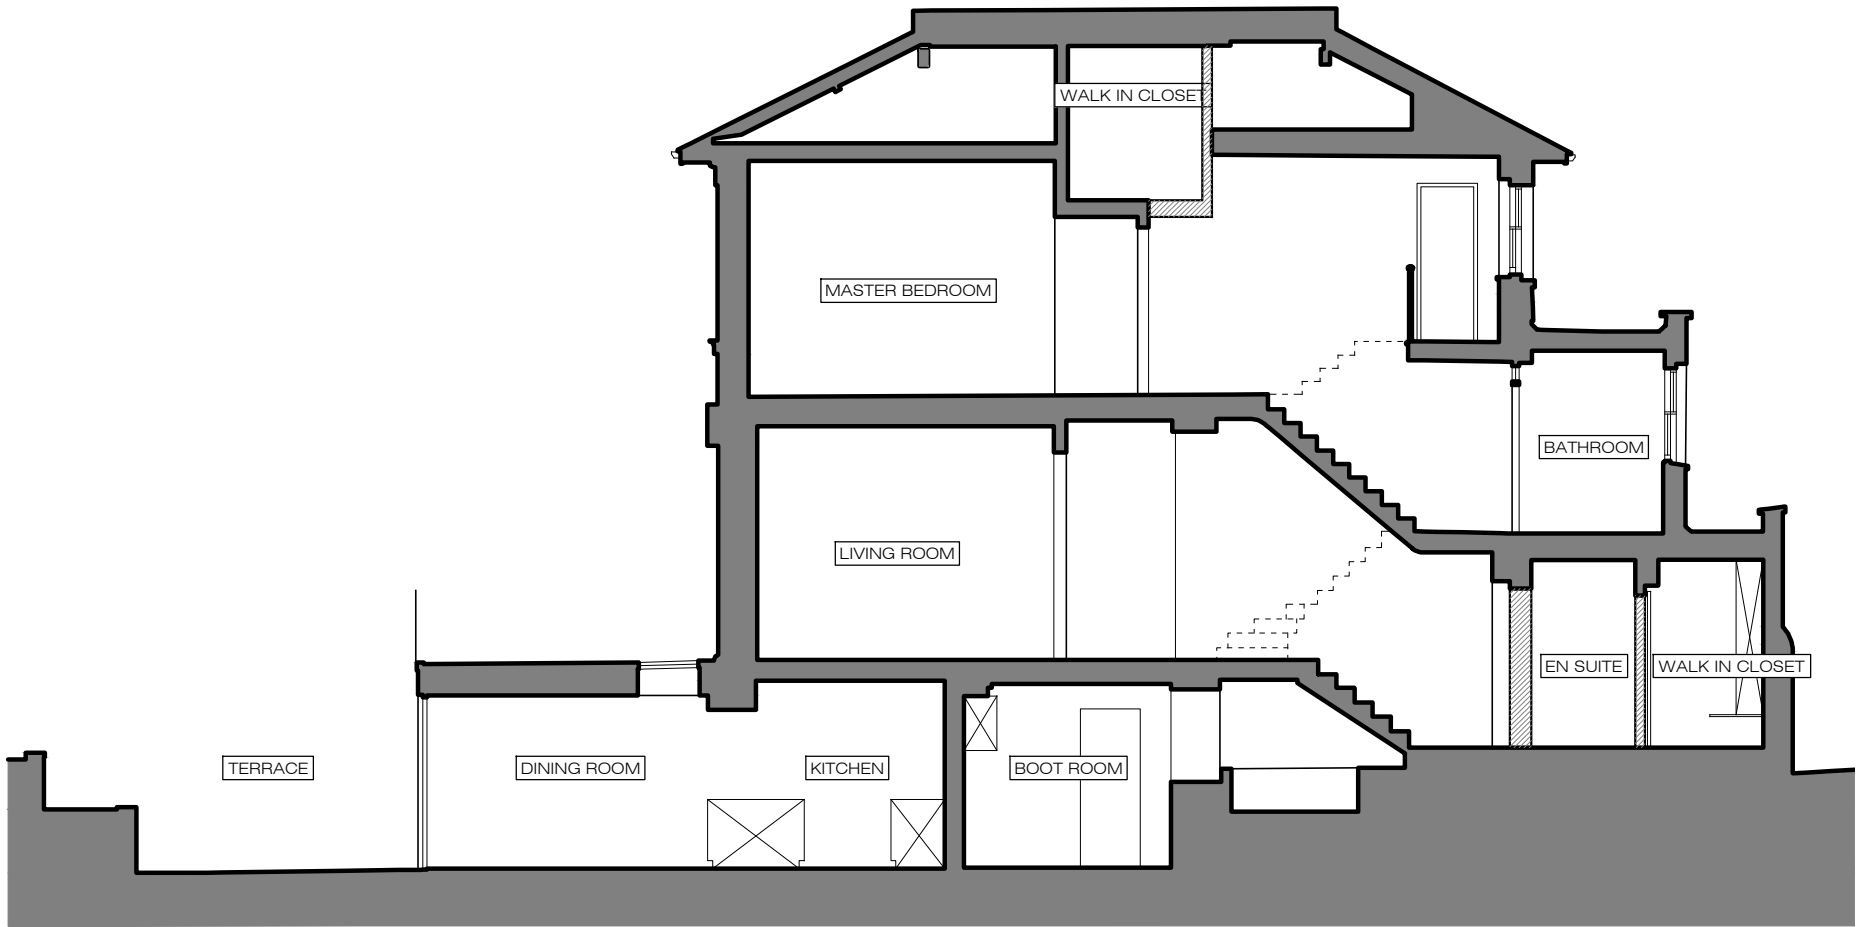 WALK IN CLOSET
MASTER BEDROOM
BATHROOM
LIVING ROOM
EN SUITE
WALK IN CLOSET
TERRACE
DINING ROOM
KITCHEN
BOOT ROOM